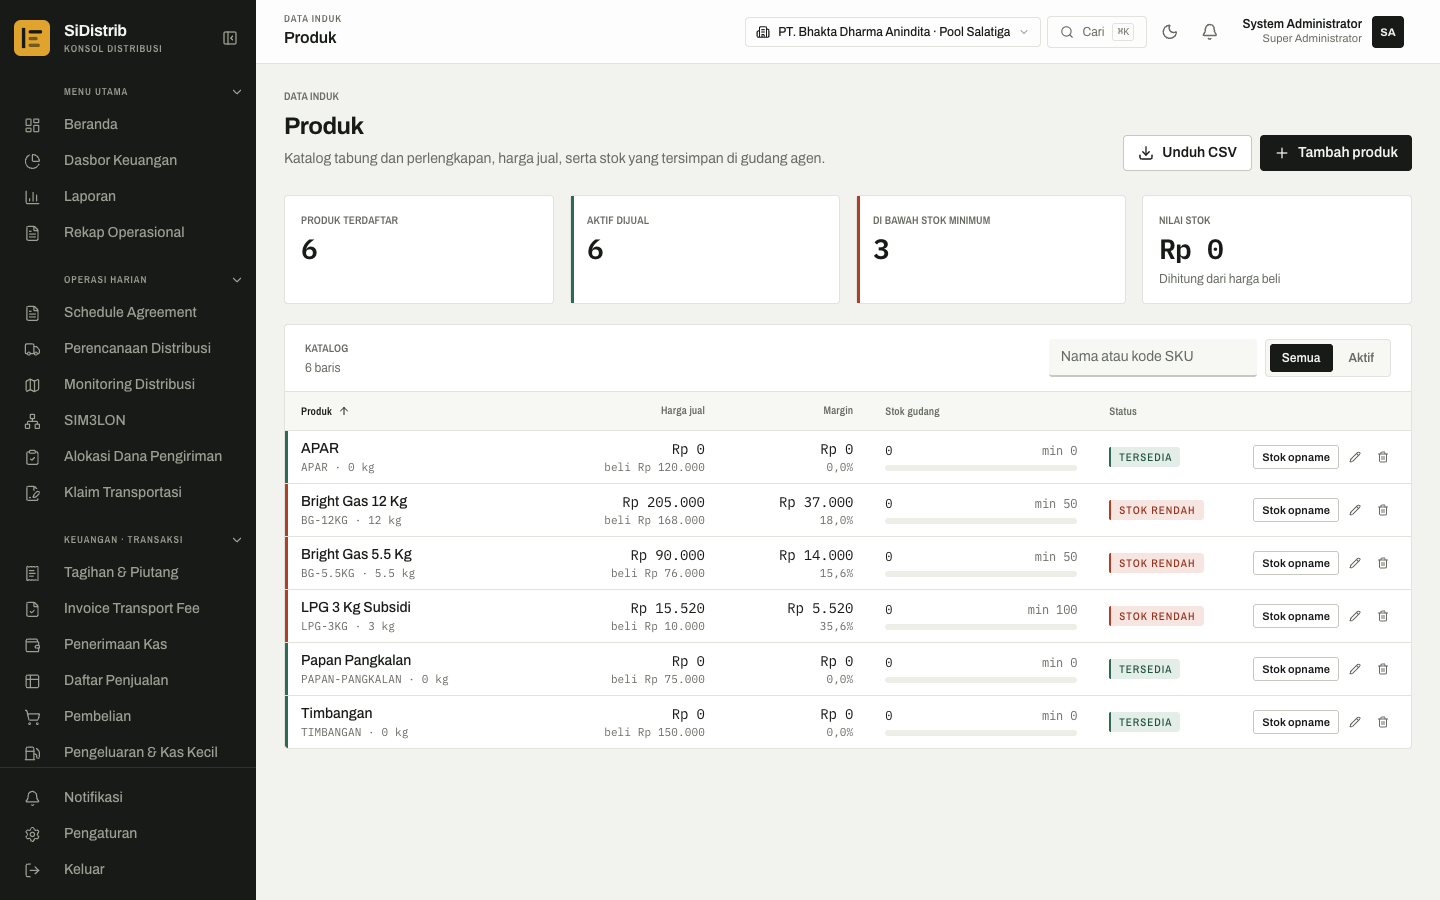 SiDistrib
KONSOL DISTRIBUSI
MENU UTAMA
Beranda
Dasbor Keuangan
Laporan
Rekap Operasional
OPERASI HARIAN
Schedule Agreement
Perencanaan Distribusi
Monitoring Distribusi
SIM3LON
Alokasi Dana Pengiriman
Klaim Transportasi
KEUANGAN · TRANSAKSI
Tagihan & Piutang
Invoice Transport Fee
Penerimaan Kas
Daftar Penjualan
Pembelian
Pengeluaran & Kas Kecil
Notifikasi
Pengaturan
Keluar
DATA INDUK
Produk
PT. Bhakta Dharma Anindita · Pool Salatiga
Cari ⌘K
System Administrator
Super Administrator
SA
DATA INDUK
Produk
Katalog tabung dan perlengkapan, harga jual, serta stok yang tersimpan di gudang agen.
Unduh CSV
Tambah produk
PRODUK TERDAFTAR
6
AKTIF DIJUAL
6
DI BAWAH STOK MINIMUM
3
NILAI STOK
Rp 0
Dihitung dari harga beli
KATALOG
6 baris
Nama atau kode SKU
Semua Aktif
Produk Harga jual Margin Stok gudang Status
APAR Rp 0 Rp 0 0 min 0 TERSEDIA Stok opname
APAR · 0 kg beli Rp 120.000 0,0%
Bright Gas 12 Kg Rp 205.000 Rp 37.000 0 min 50 STOK RENDAH Stok opname
BG-12KG · 12 kg beli Rp 168.000 18,0%
Bright Gas 5.5 Kg Rp 90.000 Rp 14.000 0 min 50 STOK RENDAH Stok opname
BG-5.5KG · 5.5 kg beli Rp 76.000 15,6%
LPG 3 Kg Subsidi Rp 15.520 Rp 5.520 0 min 100 STOK RENDAH Stok opname
LPG-3KG · 3 kg beli Rp 10.000 35,6%
Papan Pangkalan Rp 0 Rp 0 0 min 0 TERSEDIA Stok opname
PAPAN-PANGKALAN · 0 kg beli Rp 75.000 0,0%
Timbangan Rp 0 Rp 0 0 min 0 TERSEDIA Stok opname
TIMBANGAN · 0 kg beli Rp 150.000 0,0%